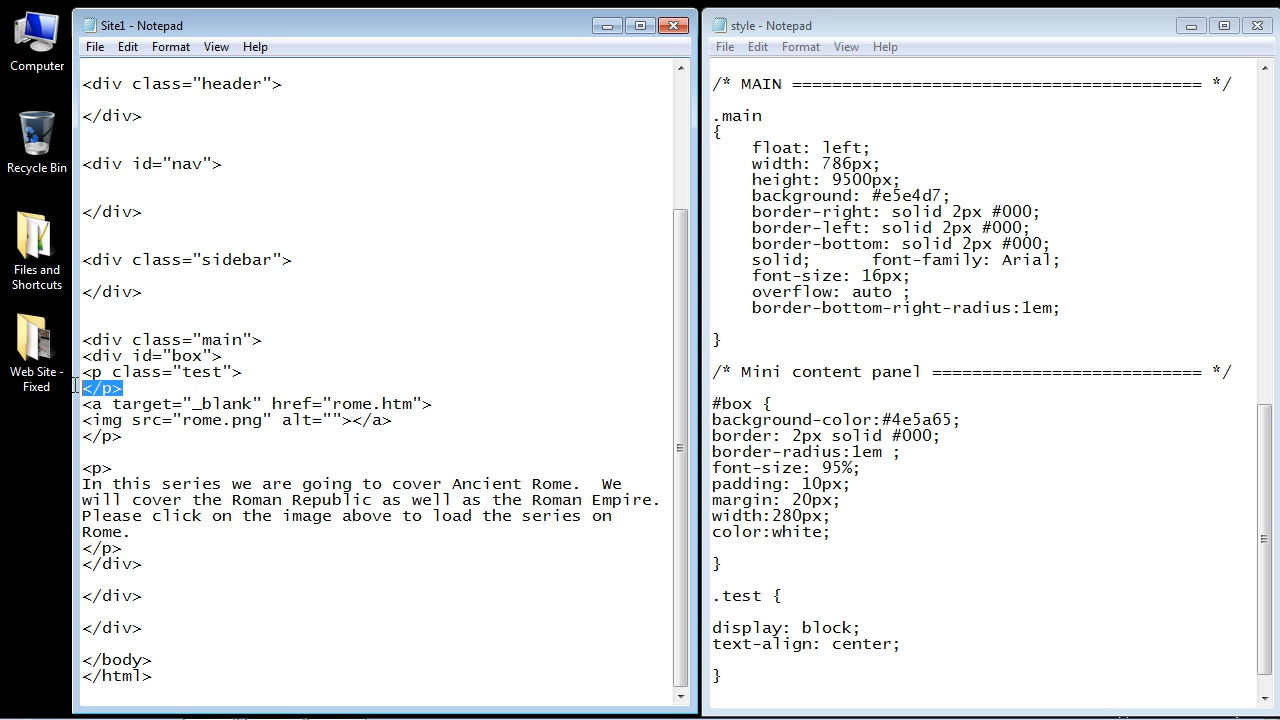 Computer
Recycle Bin
Files and
Shortcuts
Web Site -
Fixed
Site1 - Notepad
File Edit Format View Help
<div class="header">
</div>
<div id="nav">
</div>
<div class="sidebar">
</div>
<div class="main">
<div id="box">
<p class="test">
</p>
<a target="_blank" href="rome.htm">
<img src="rome.png" alt=""></a>
</p>
<p>
In this series we are going to cover Ancient Rome.  We
will cover the Roman Republic as well as the Roman Empire.
Please click on the image above to load the series on
Rome.
</p>
</div>
</div>
</div>
</body>
</html>
style - Notepad
File Edit Format View Help
/* MAIN ========================================= */
.main
{
float: left;
width: 786px;
height: 9500px;
background: #e5e4d7;
border-right: solid 2px #000;
border-left: solid 2px #000;
border-bottom: solid 2px #000;
solid;      font-family: Arial;
font-size: 16px;
overflow: auto ;
border-bottom-right-radius:1em;
}
/* Mini content panel =========================== */
#box {
background-color:#4e5a65;
border: 2px solid #000;
border-radius:1em ;
font-size: 95%;
padding: 10px;
margin: 20px;
width:280px;
color:white;
}
.test {
display: block;
text-align: center;
}